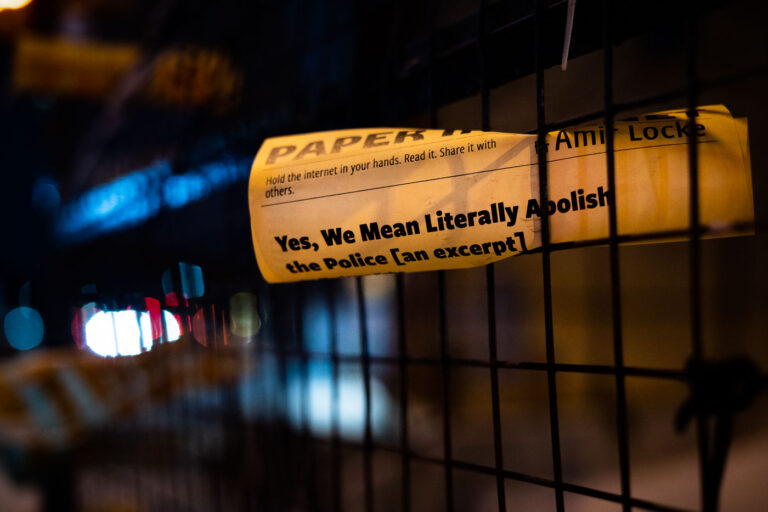 PAPER
Amir Locke
Hold the internet in your hands. Read it. Share it with
others.
Yes, We Mean Literally Abolish
the Police [an excerpt]